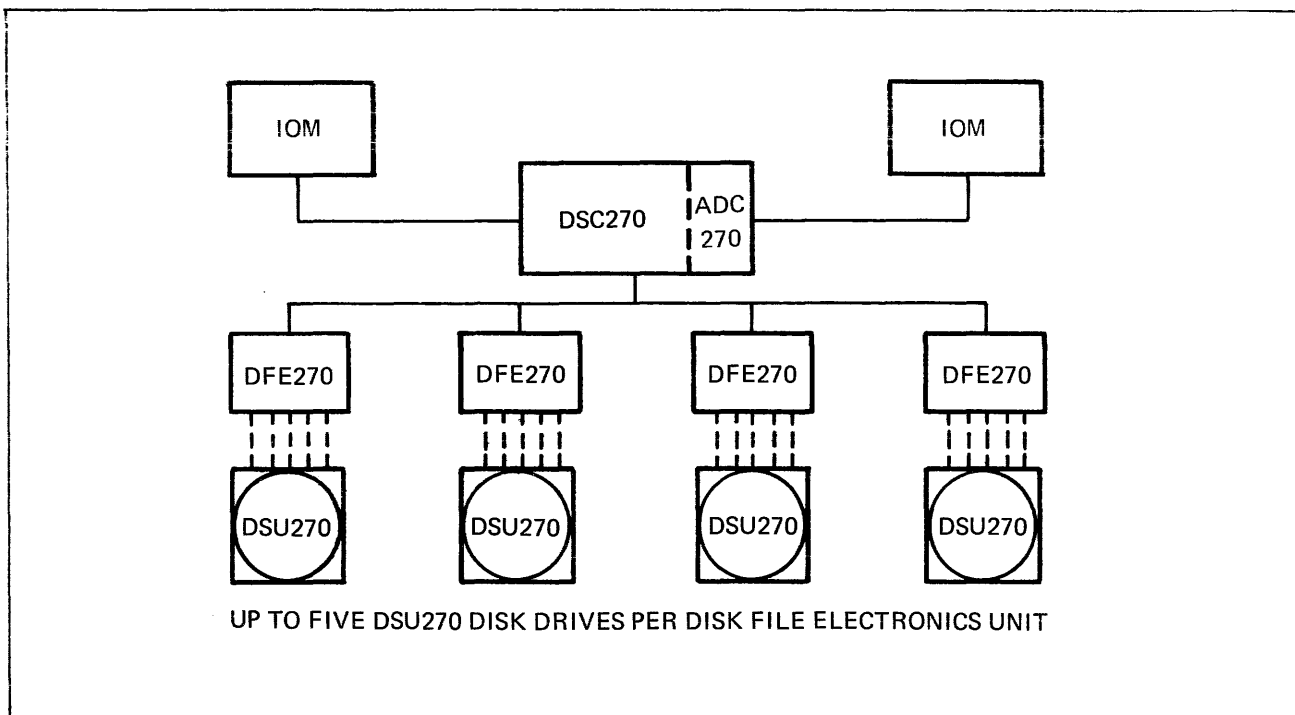 IOM
IOM
DSC270
ADC
270
DFE270
DFE270
DFE270
DFE270
DSU270
DSU270
DSU270
DSU270
UP TO FIVE DSU270 DISK DRIVES PER DISK FILE ELECTRONICS UNIT